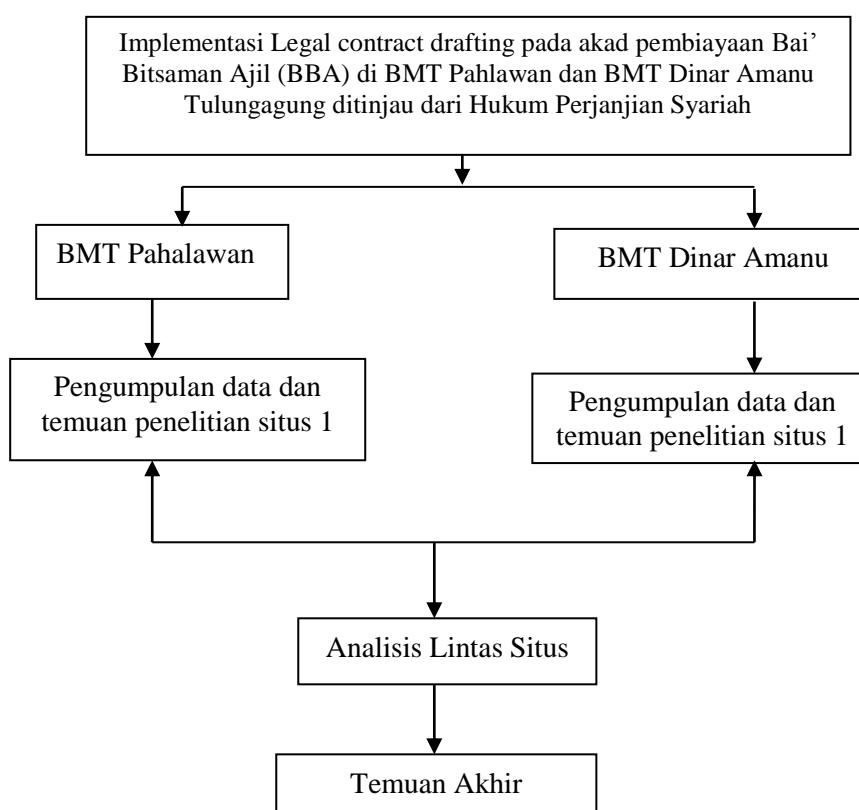 Implementasi Legal contract drafting pada akad pembiayaan Bai’
Bitsaman Ajil (BBA) di BMT Pahlawan dan BMT Dinar Amanu
Tulungagung ditinjau dari Hukum Perjanjian Syariah
BMT Pahalawan
BMT Dinar Amanu
Pengumpulan data dan
temuan penelitian situs 1
Pengumpulan data dan
temuan penelitian situs 1
Analisis Lintas Situs
Temuan Akhir